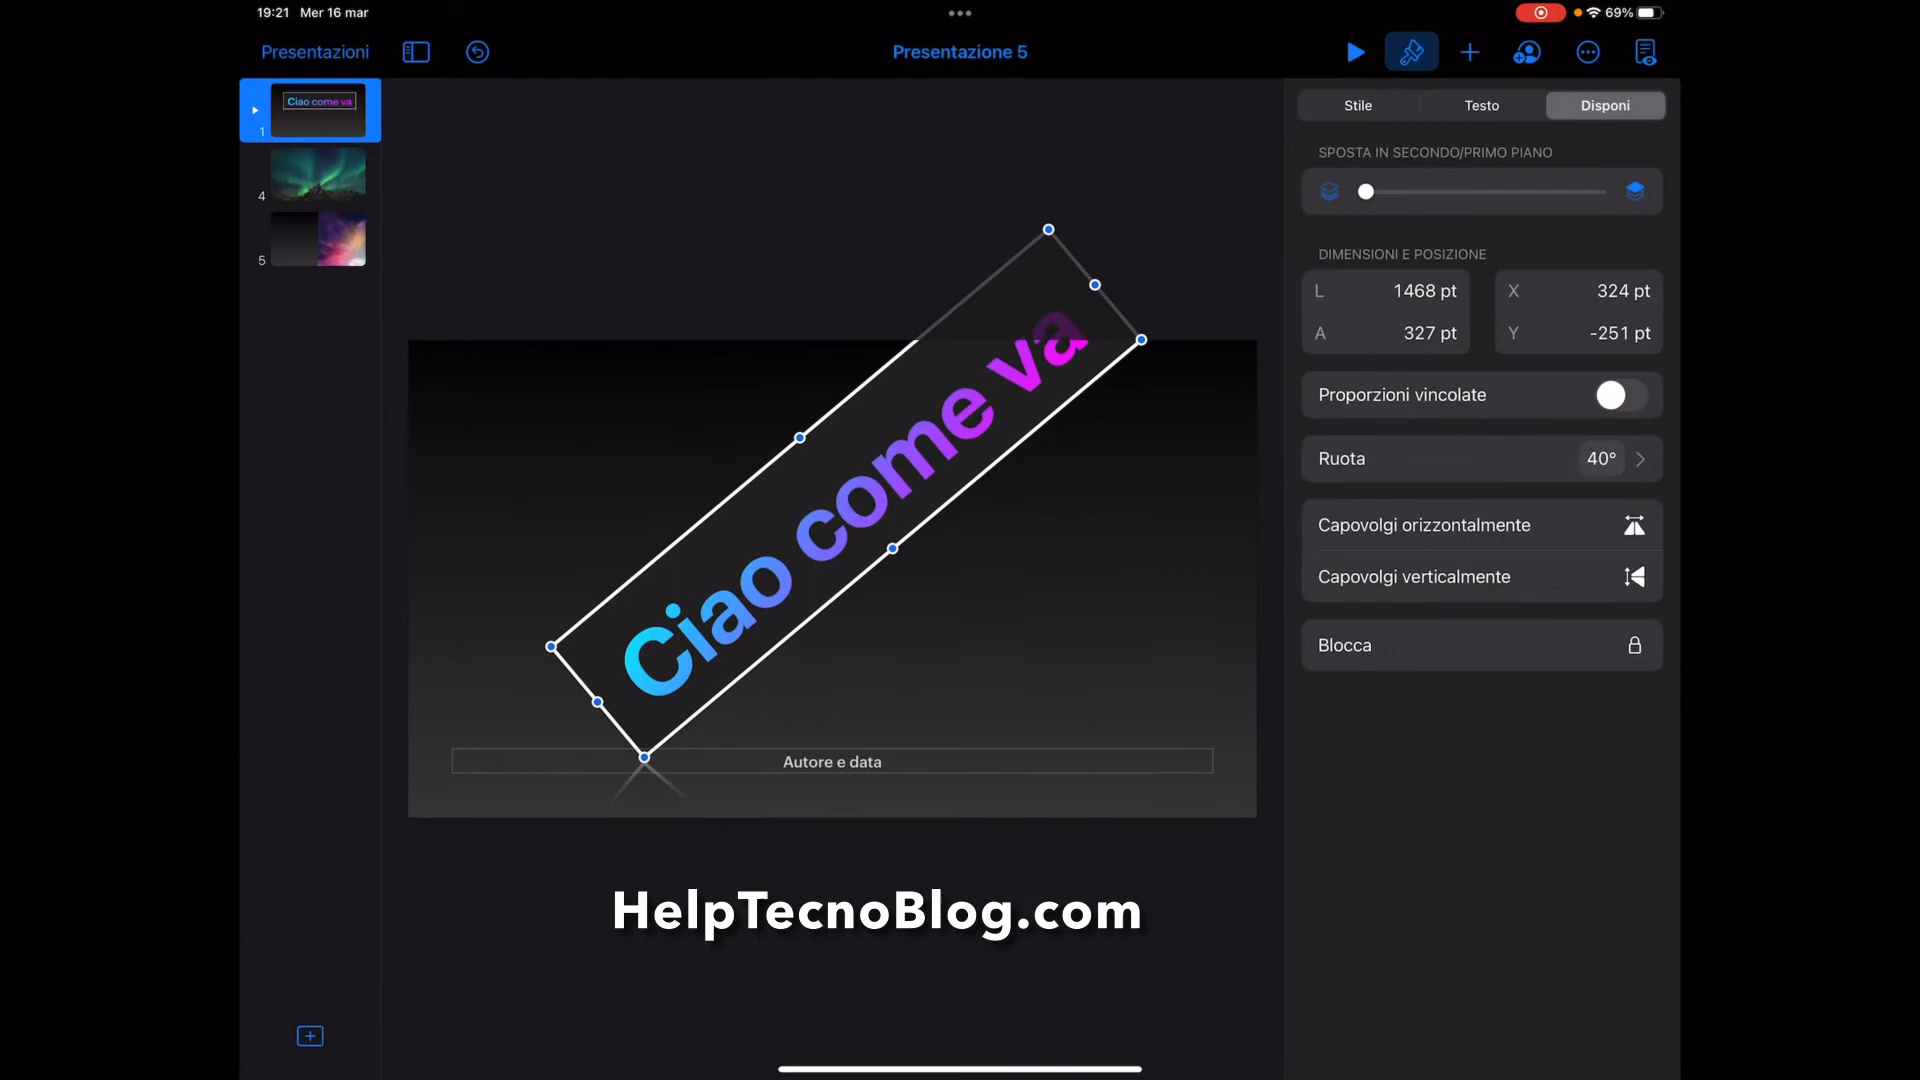 19:21 Mer 16 mar
69%
Presentazioni
Presentazione 5
Ciao come va
1
4
5
Ciao come va
Autore e data
HelpTecnoBlog.com
Stile
Testo
Disponi
SPOSTA IN SECONDO/PRIMO PIANO
DIMENSIONI E POSIZIONE
L 1468 pt
X 324 pt
A 327 pt
Y -251 pt
Proporzioni vincolate
Ruota 40°
Capovolgi orizzontalmente
Capovolgi verticalmente
Blocca